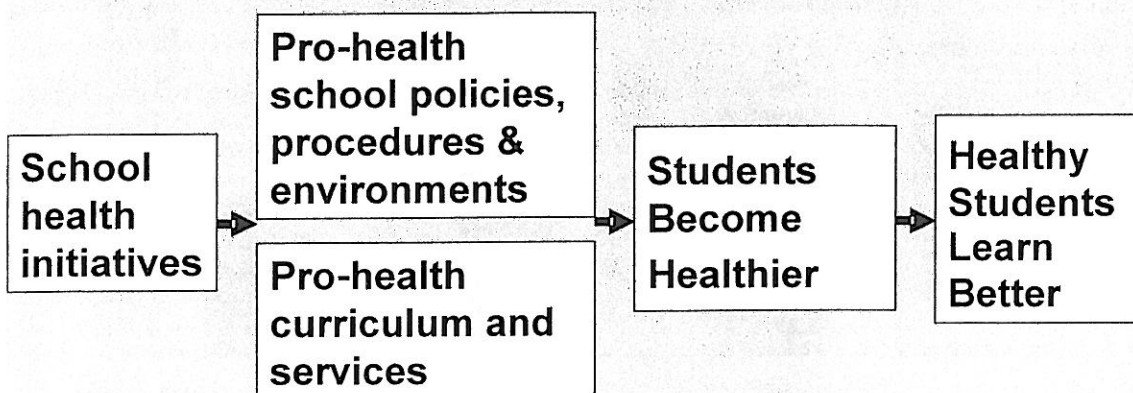 School
health
initiatives
Pro-health
school policies,
procedures &
environments
Pro-health
curriculum and
services
Students
Become
Healthier
Healthy
Students
Learn
Better